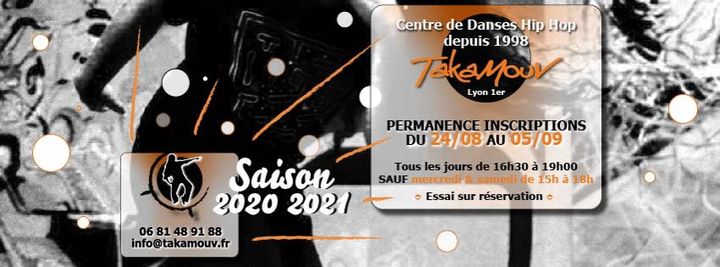 Centre de Danses Hip Hop
depuis 1998
TakaMouv
Lyon 1er
PERMANENCE INSCRIPTIONS
DU 24/08 AU 05/09
Tous les jours de 16h30 à 19h00
SAUF mercredi & samedi de 15h à 18h
Essai sur réservation
Saison
2020 2021
06 81 48 91 88
info@takamouv.fr